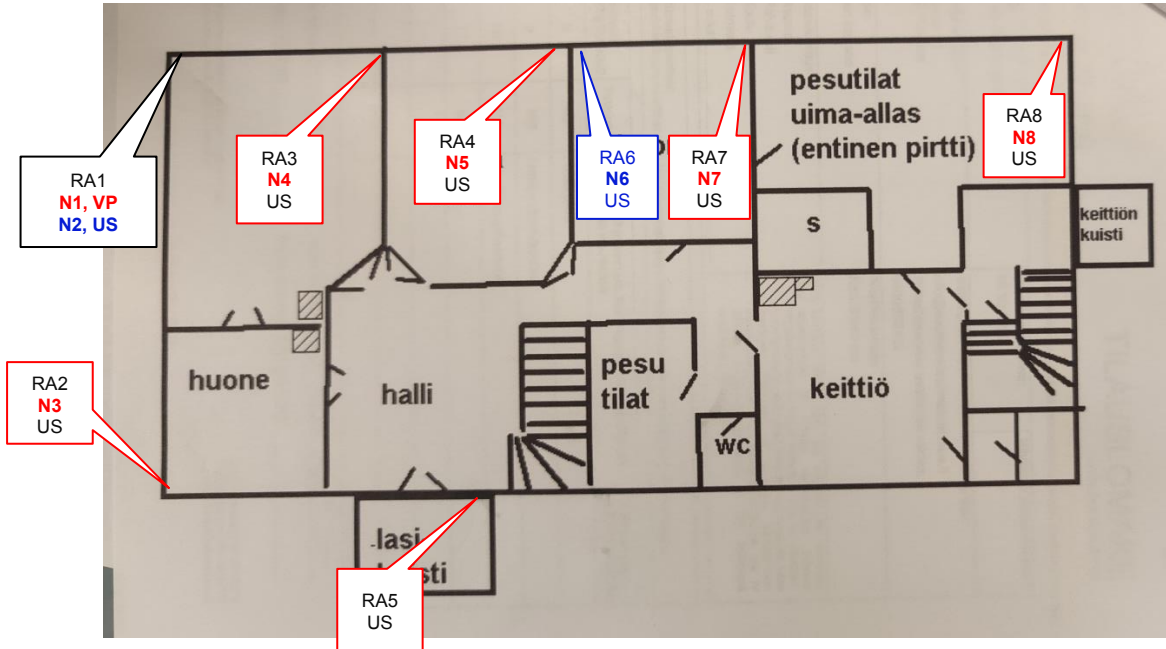 RA1
N1, VP
N2, US
RA3
N4
US
RA4
N5
US
RA6
N6
US
RA7
N7
US
pesutilat
uima-allas
(entinen pirtti)
RA8
N8
US
s
keittiön
kuisti
RA2
N3
US
huone
halli
pesu
tilat
wc
keittiö
lasi
sti
RA5
US